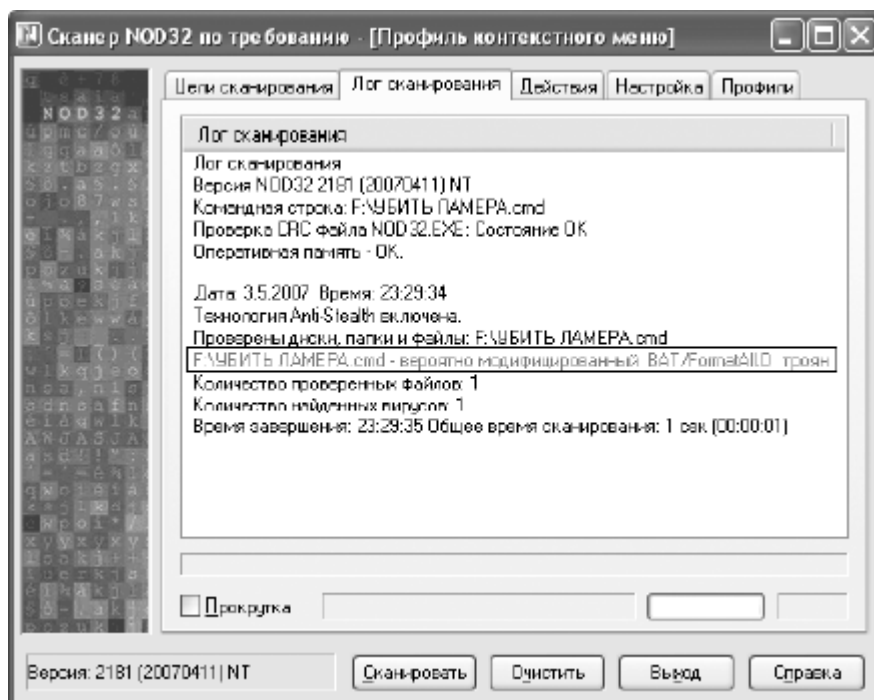 Сканер NOD32 по требованию - [Профиль контекстного меню]
NOD32
Цели сканирования Лог сканирования Действия Настройка Профили
Лог сканирования
Лог сканирования
Версия NOD32 2181 (20070411) NT
Командная строка: F:\УБИТЬ ЛАМЕРА.cmd
Проверка CRC файла NOD32.EXE: Состояние ОК
Оперативная память - ОК.
Дата: 3.5.2007 Время: 23:29:34
Технология Anti-Stealth включена.
Проверены диски, папки и файлы: F:\УБИТЬ ЛАМЕРА.cmd
F:\УБИТЬ ЛАМЕРА.cmd - вероятно модифицированный BAT/FormatAll.D троян
Количество проверенных файлов: 1
Количество найденных вирусов: 1
Время завершения: 23:29:35 Общее время сканирования: 1 сек (00:00:01)
Прокрутка
Версия: 2181 (20070411) NT Сканировать Очистить Выход Справка